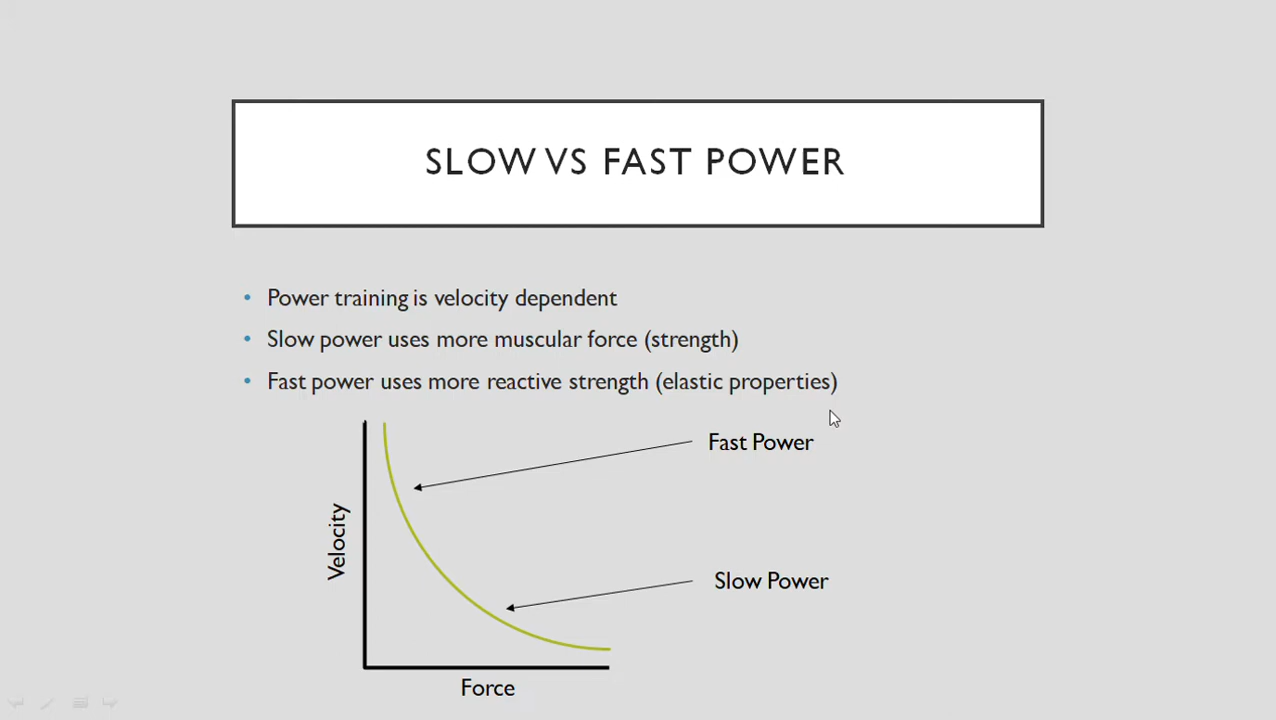 SLOW VS FAST POWER
• Power training is velocity dependent
• Slow power uses more muscular force (strength)
• Fast power uses more reactive strength (elastic properties)
Fast Power
Velocity
Slow Power
Force